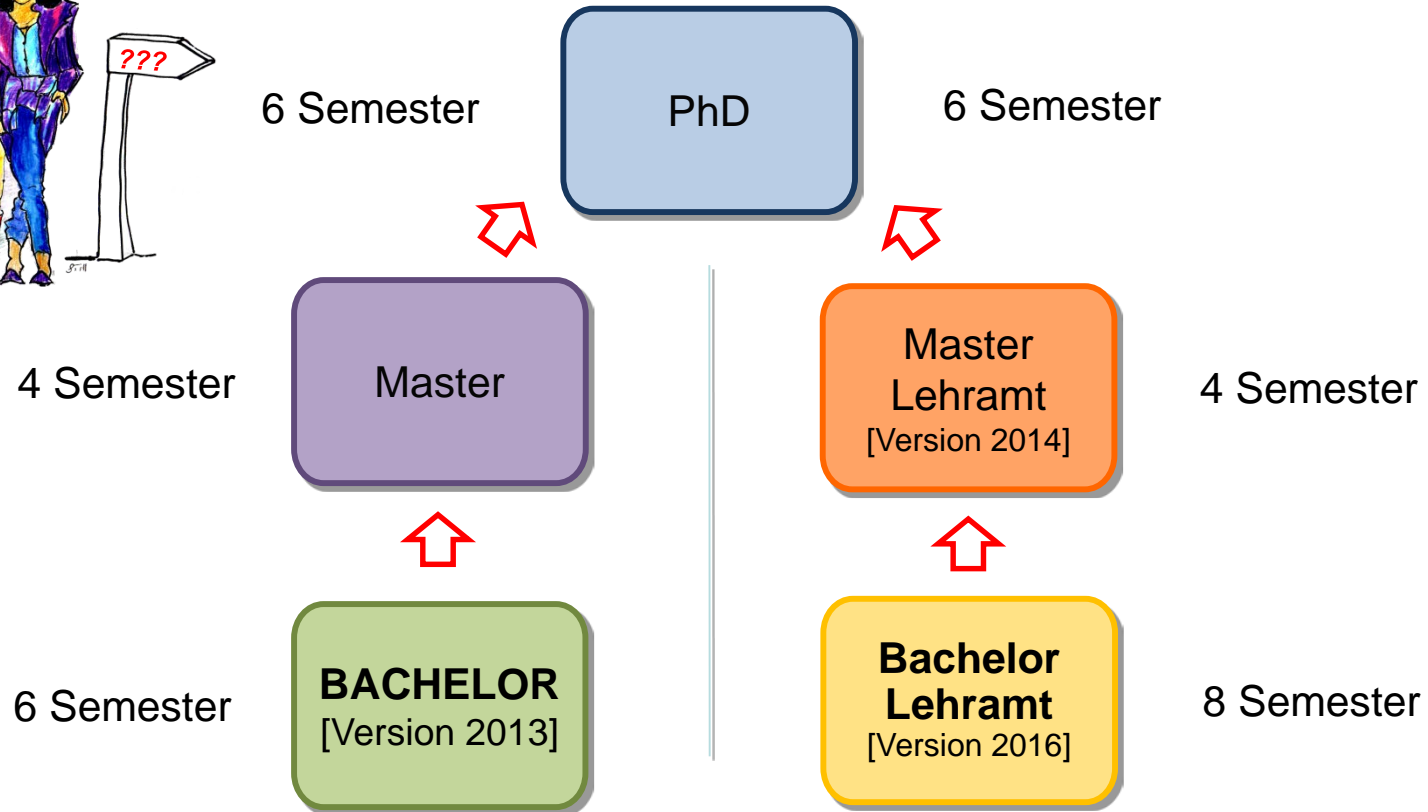 ???
6 Semester
PhD
6 Semester
4 Semester
Master
Master
Lehramt
[Version 2014]
4 Semester
6 Semester
BACHELOR
[Version 2013]
Bachelor
Lehramt
[Version 2016]
8 Semester